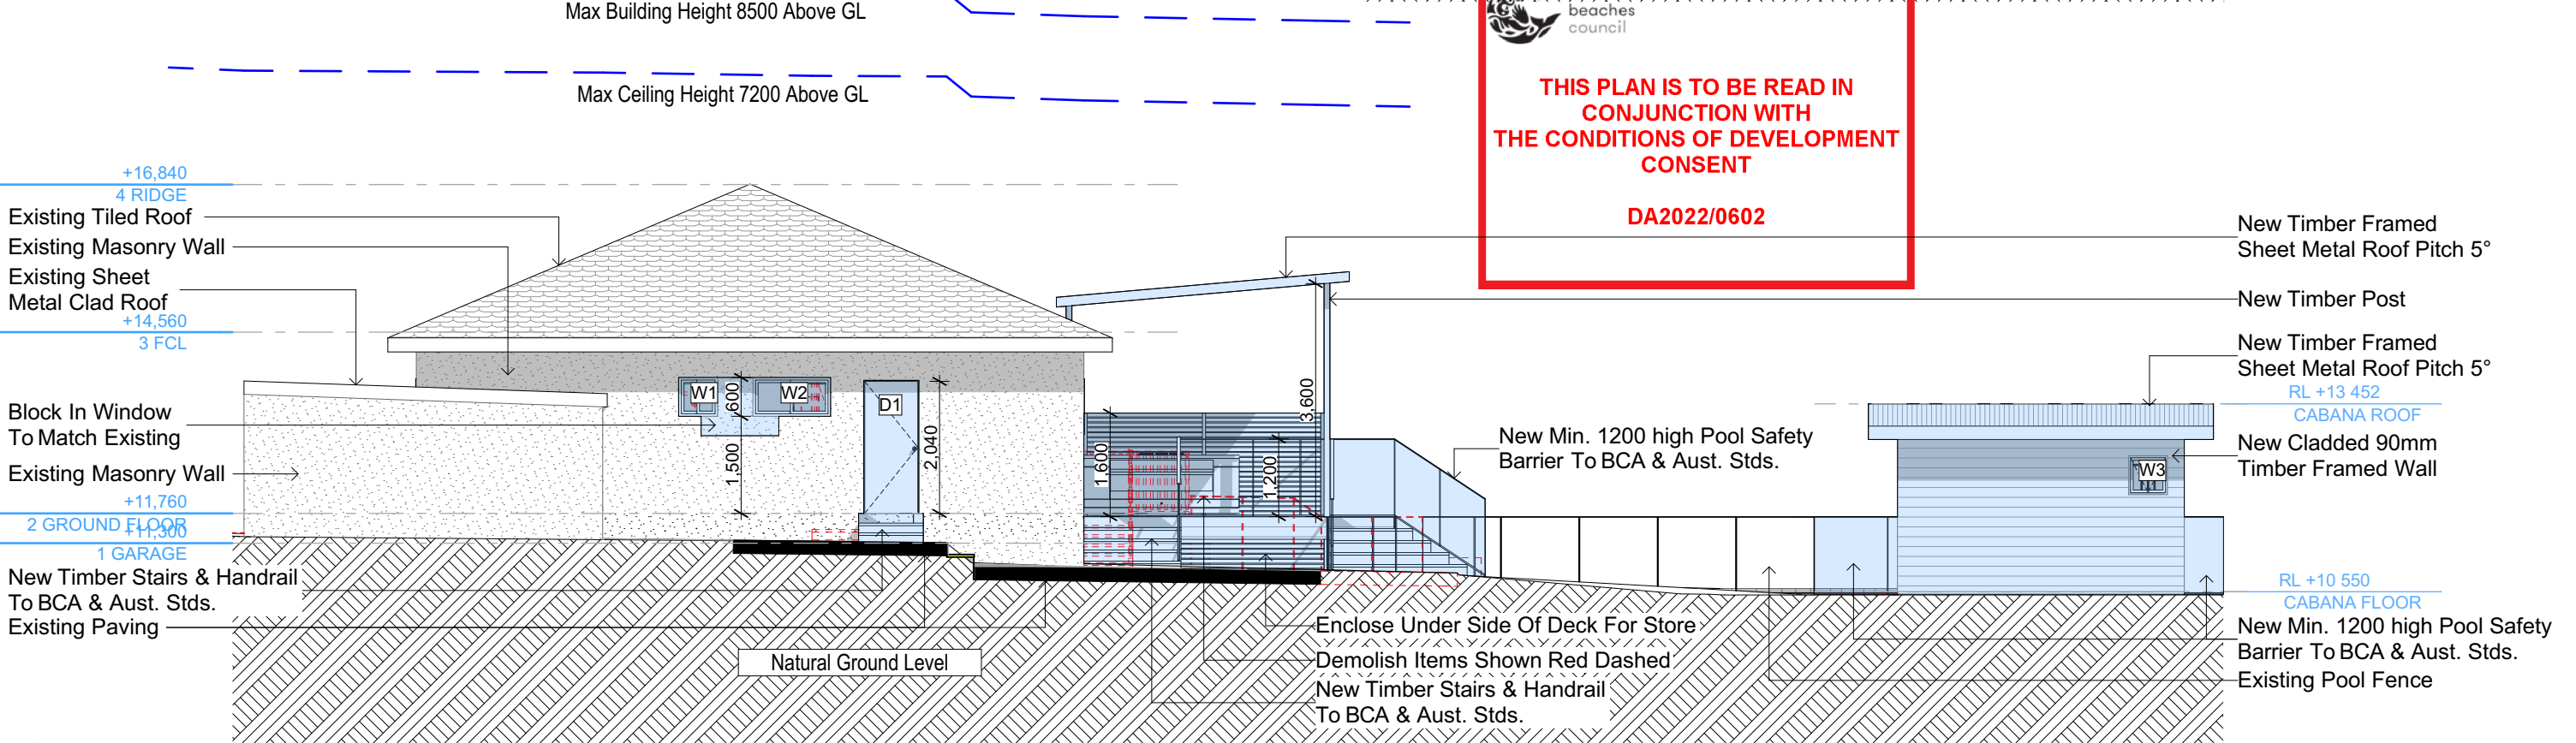 Max Building Height 8500 Above GL
beaches
council
Max Ceiling Height 7200 Above GL
THIS PLAN IS TO BE READ IN
CONJUNCTION WITH
THE CONDITIONS OF DEVELOPMENT
CONSENT
DA2022/0602
+16,840
4 RIDGE
Existing Tiled Roof
Existing Masonry Wall
Existing Sheet
Metal Clad Roof
+14,560
3 FCL
Block In Window
To Match Existing
Existing Masonry Wall
+11,760
2 GROUND FLOOR
+11,300
1 GARAGE
New Timber Stairs & Handrail
To BCA & Aust. Stds.
Existing Paving
W1
600
W2
D1
1,500
2,040
1,600
1,200
3,600
Natural Ground Level
New Min. 1200 high Pool Safety
Barrier To BCA & Aust. Stds.
Enclose Under Side Of Deck For Store
Demolish Items Shown Red Dashed
New Timber Stairs & Handrail
To BCA & Aust. Stds.
W3
New Timber Framed
Sheet Metal Roof Pitch 5°
New Timber Post
New Timber Framed
Sheet Metal Roof Pitch 5°
RL +13 452
CABANA ROOF
New Cladded 90mm
Timber Framed Wall
RL +10 550
CABANA FLOOR
New Min. 1200 high Pool Safety
Barrier To BCA & Aust. Stds.
Existing Pool Fence